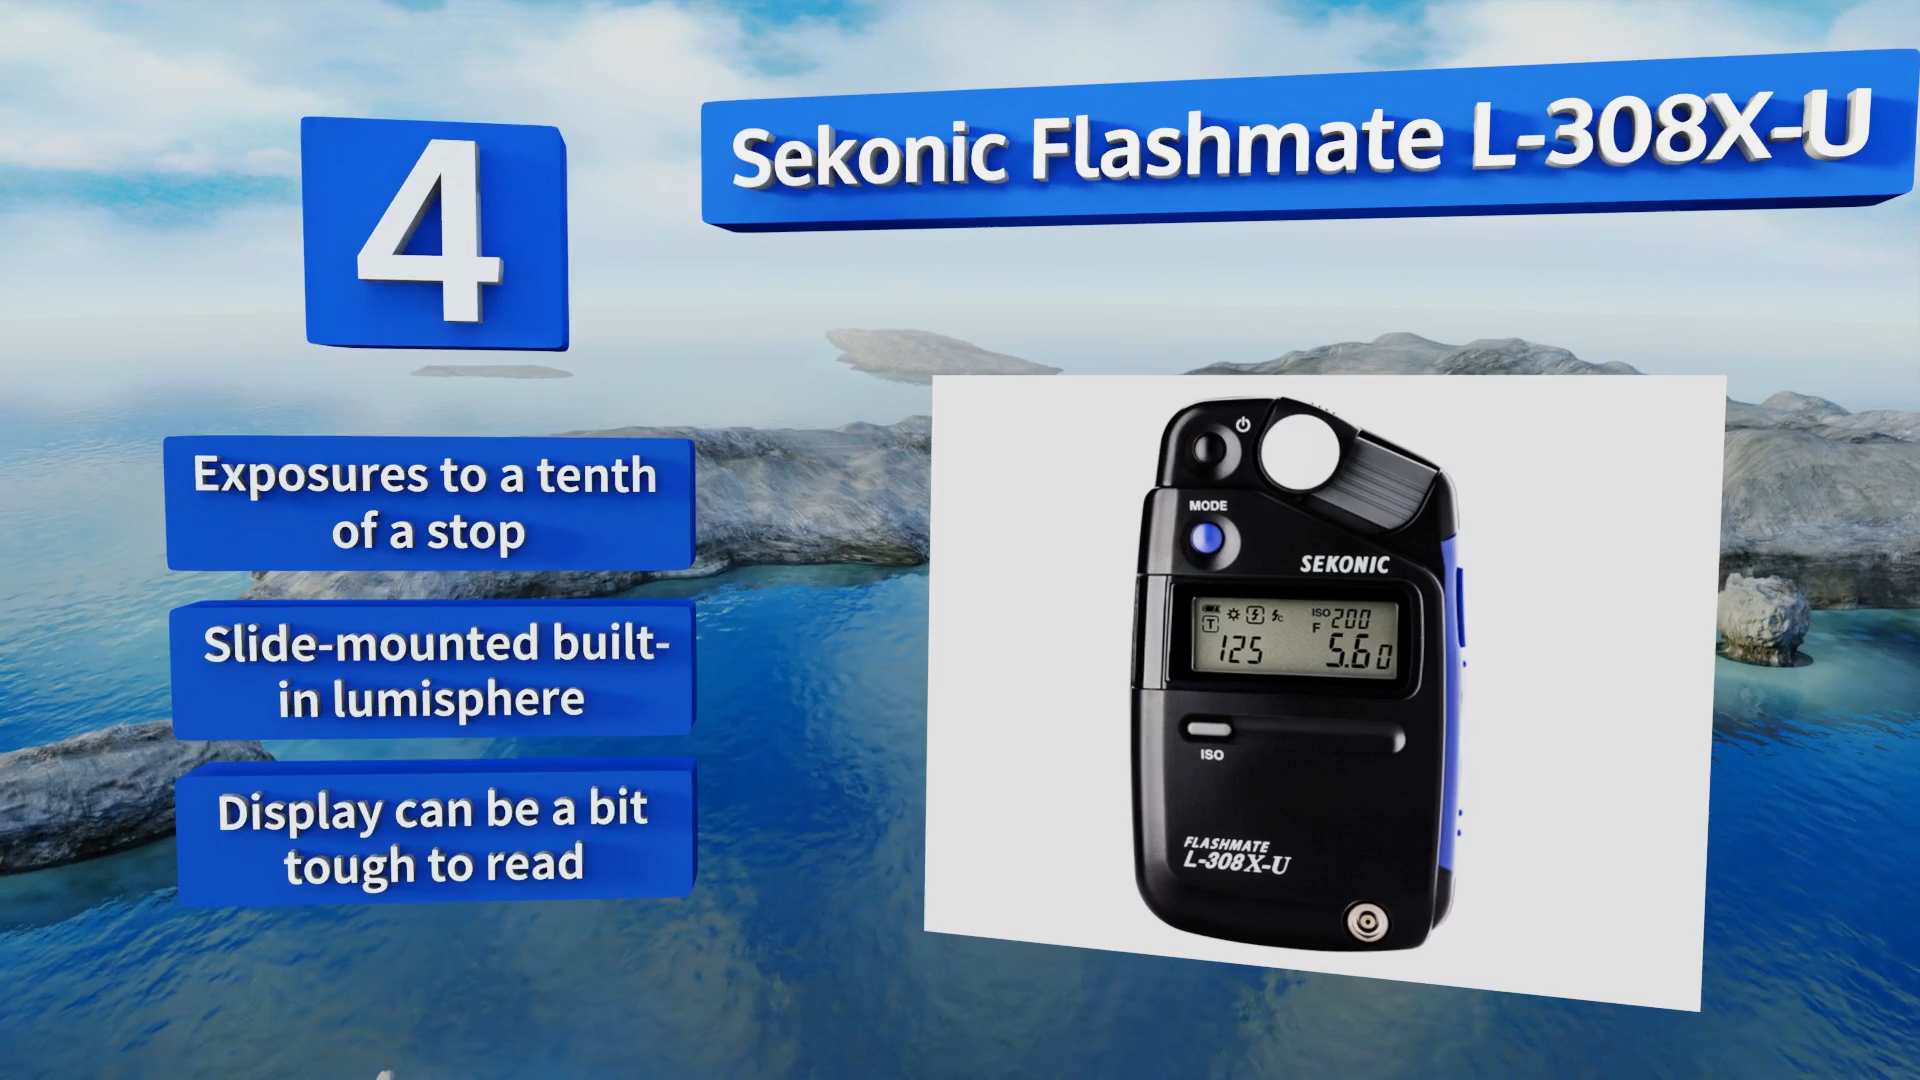 4
Sekonic Flashmate L-308X-U
Exposures to a tenth
of a stop
Slide-mounted built-
in lumisphere
Display can be a bit
tough to read
MODE
SEKONIC
ISO 200
T
F
125
5.60
ISO
FLASHMATE
L-308X-U